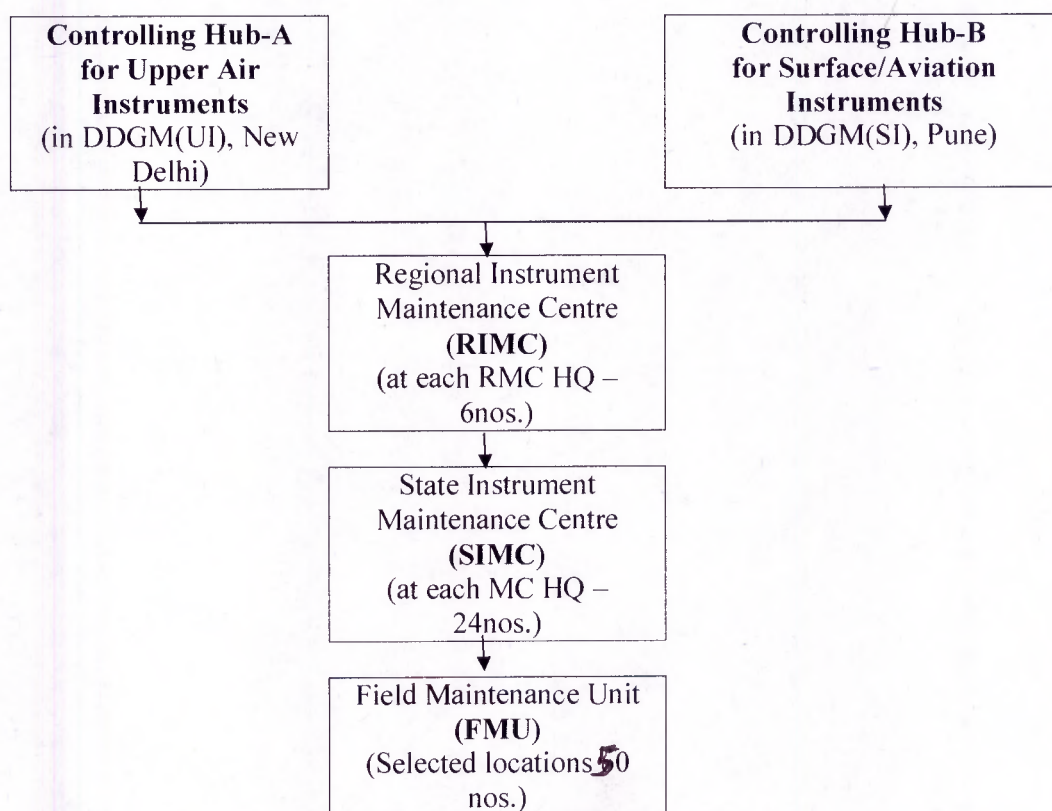 Controlling Hub-A
for Upper Air
Instruments
(in DDGM(UI), New
Delhi)
Controlling Hub-B
for Surface/Aviation
Instruments
(in DDGM(SI), Pune)
Regional Instrument
Maintenance Centre
(RIMC)
(at each RMC HQ –
6nos.)
State Instrument
Maintenance Centre
(SIMC)
(at each MC HQ –
24nos.)
Field Maintenance Unit
(FMU)
(Selected locations 50
nos.)